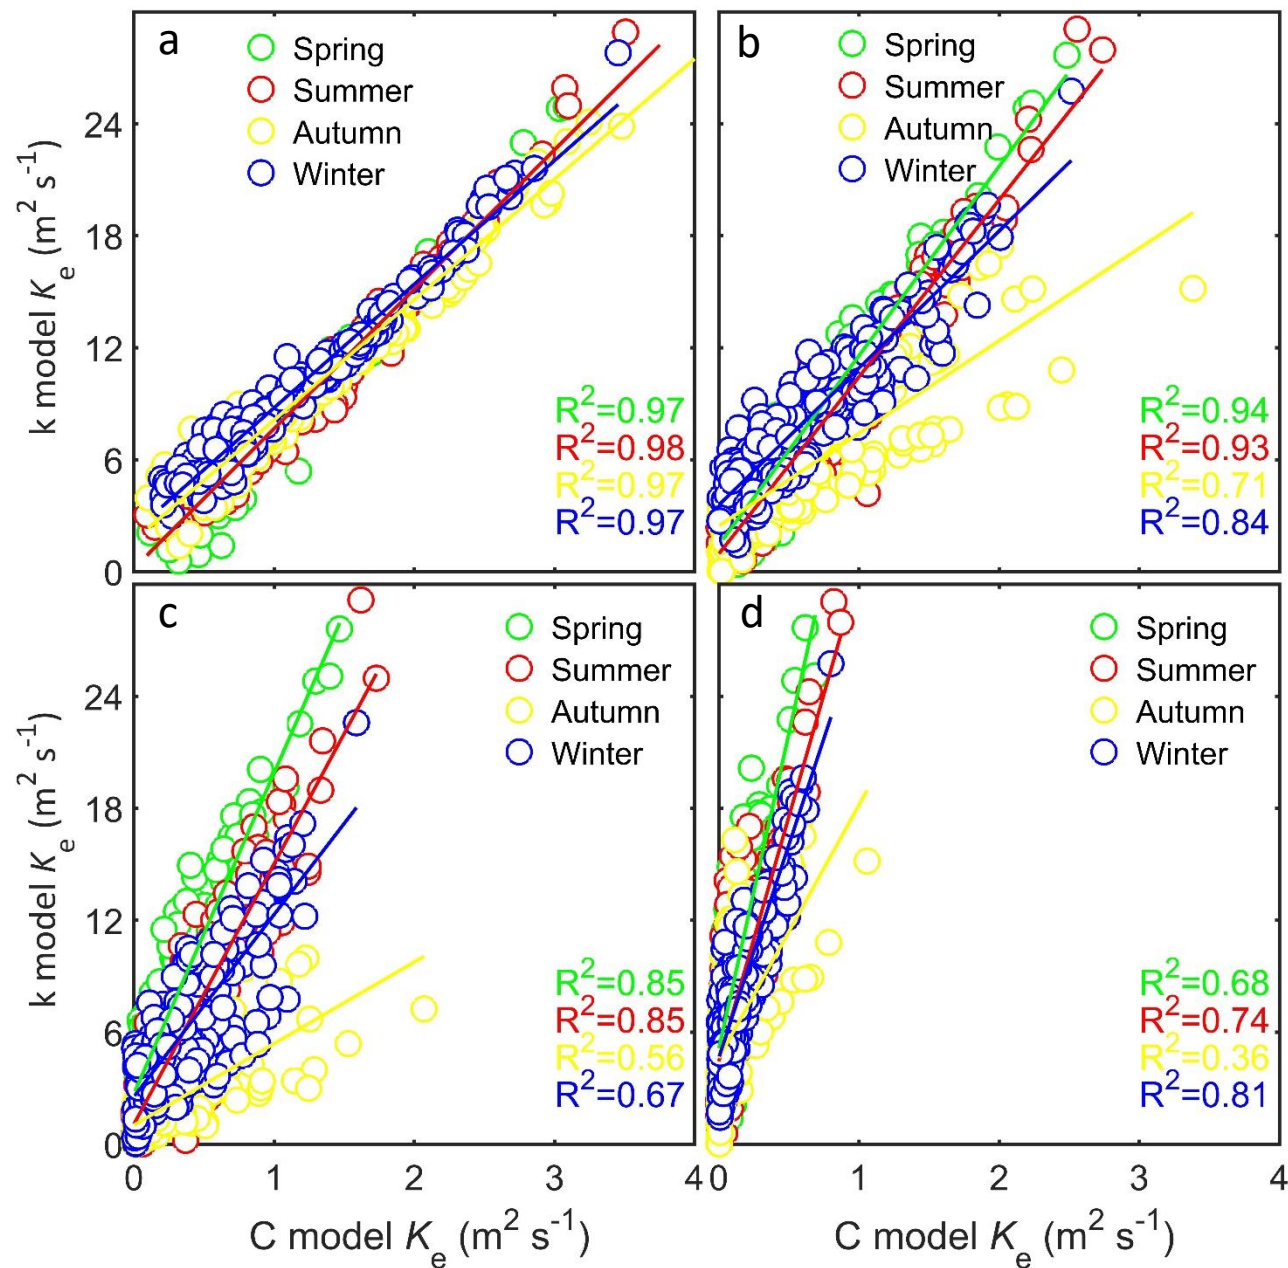 a
Spring
Summer
Autumn
Winter
k model Kₑ (m² s⁻¹)
24
18
12
6
0
R²=0.97
R²=0.98
R²=0.97
R²=0.97
b
Spring
Summer
Autumn
Winter
R²=0.94
R²=0.93
R²=0.71
R²=0.84
c
Spring
Summer
Autumn
Winter
k model Kₑ (m² s⁻¹)
24
18
12
6
0
R²=0.85
R²=0.85
R²=0.56
R²=0.67
0 1 2 3 4
C model Kₑ (m² s⁻¹)
d
Spring
Summer
Autumn
Winter
R²=0.68
R²=0.74
R²=0.36
R²=0.81
0 1 2 3 4
C model Kₑ (m² s⁻¹)